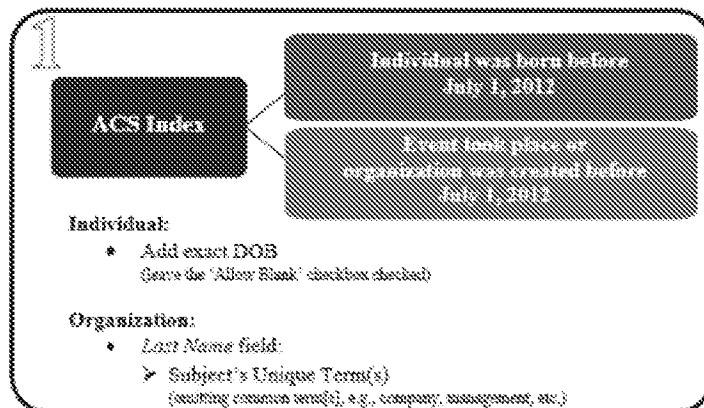 1
Individual was born before
July 1, 2012
ACS Index
Event took place or
organization was created before
July 1, 2012
Individual:
• Add exact DOB
(leave the 'Allow Blank' checkbox checked)
Organization:
• Last Name field:
➢ Subject's Unique Term(s)
(omitting common term[s], e.g., company, management, etc.)